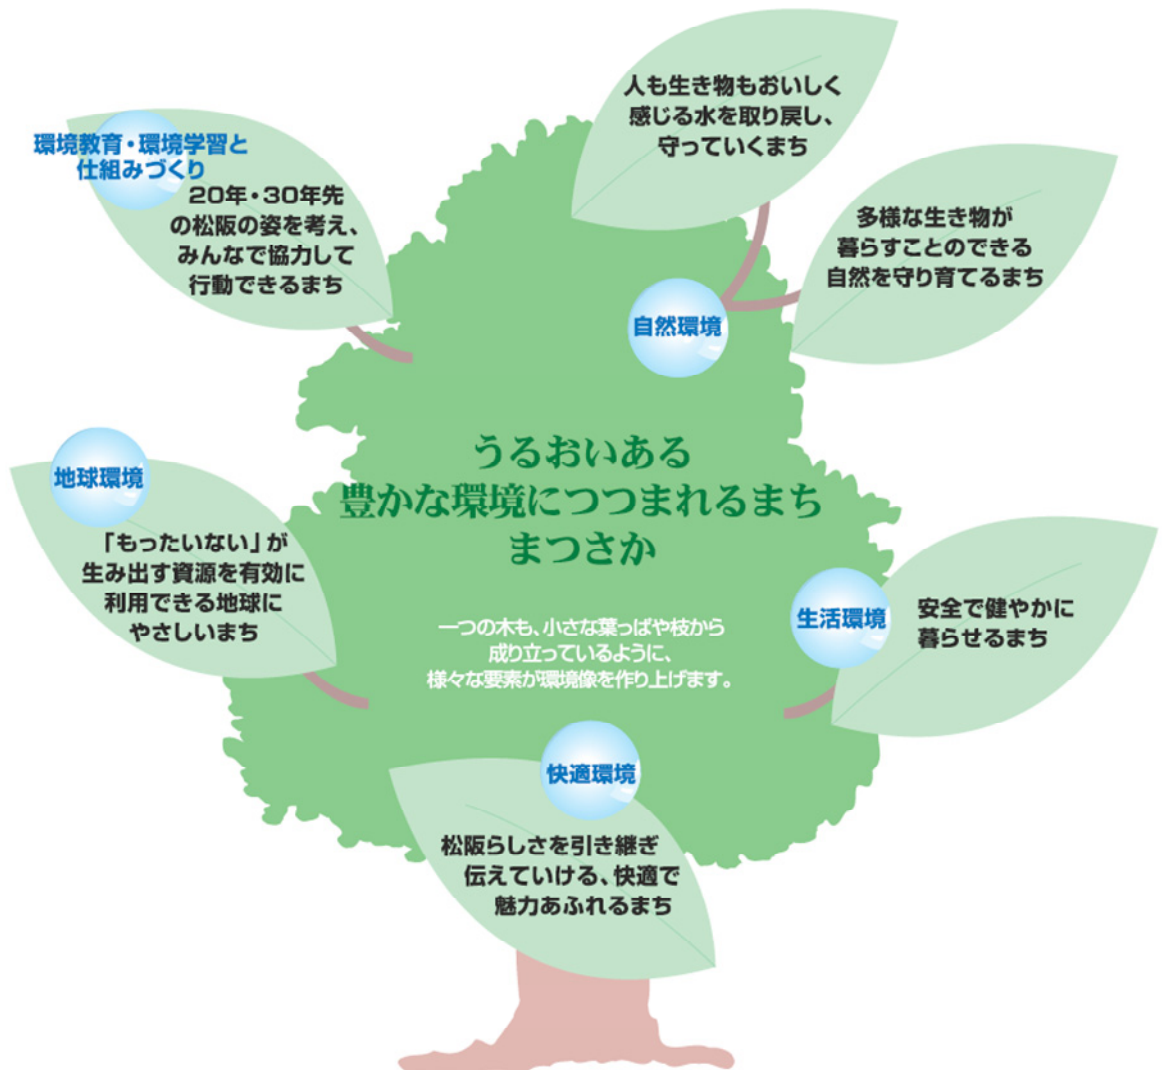 人も生き物もおいしく
感じる水を取り戻し、
守っていくまち
環境教育・環境学習と
仕組みづくり
20年・30年先
の松阪の姿を考え、
みんなで協力して
行動できるまち
多様な生き物が
暮らすことのできる
自然を守り育てるまち
自然環境
うるおいある
豊かな環境につつまれるまち
まつさか
地球環境
「もったいない」が
生み出す資源を有効に
利用できる地球に
やさしいまち
生活環境
安全で健やかに
暮らせるまち
一つの木も、小さな葉っぱや枝から
成り立っているように、
様々な要素が環境像を作り上げます。
快適環境
松阪らしさを引き継ぎ
伝えていける、快適で
魅力あふれるまち